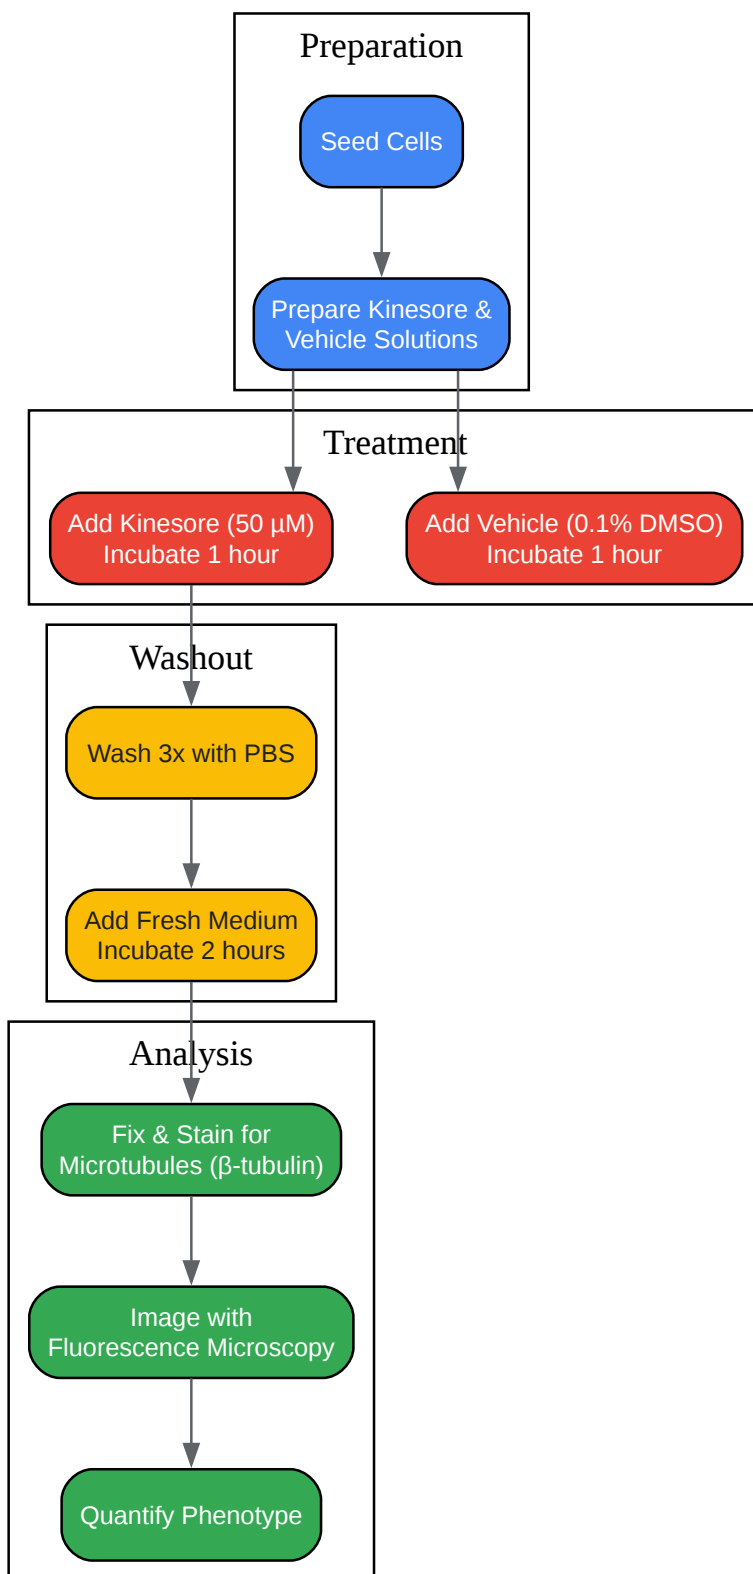 Preparation
Seed Cells
Prepare Kinesore &
Vehicle Solutions
Treatment
Add Kinesore (50 µM)
Incubate 1 hour
Add Vehicle (0.1% DMSO)
Incubate 1 hour
Washout
Wash 3x with PBS
Add Fresh Medium
Incubate 2 hours
Analysis
Fix & Stain for
Microtubules (β-tubulin)
Image with
Fluorescence Microscopy
Quantify Phenotype